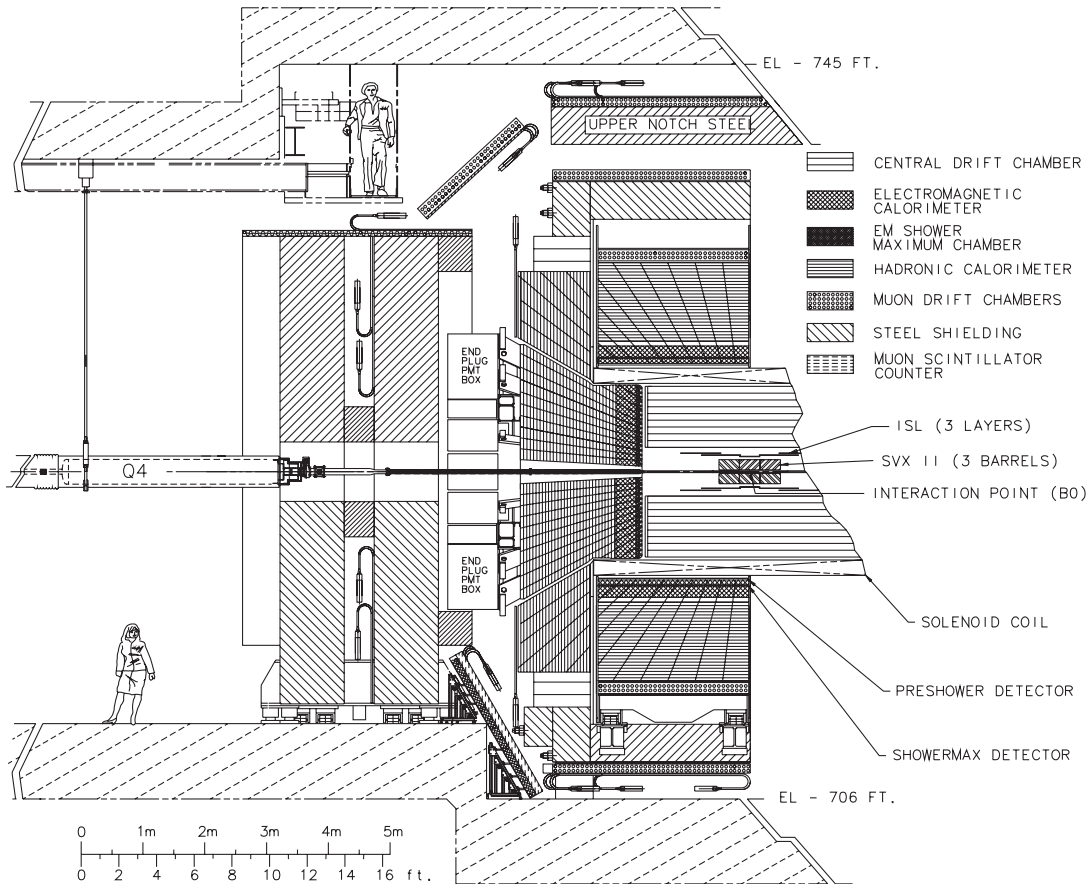 EL - 745 FT.
UPPER NOTCH STEEL
CENTRAL DRIFT CHAMBER
ELECTROMAGNETIC
CALORIMETER
EM SHOWER
MAXIMUM CHAMBER
HADRONIC CALORIMETER
MUON DRIFT CHAMBERS
STEEL SHIELDING
MUON SCINTILLATOR
COUNTER
END
PLUG
PMT
BOX
ISL (3 LAYERS)
Q4
SVX II (3 BARRELS)
INTERACTION POINT (B0)
END
PLUG
PMT
BOX
SOLENOID COIL
PRESHOWER DETECTOR
SHOWERMAX DETECTOR
EL - 706 FT.
0 1m 2m 3m 4m 5m
0 2 4 6 8 10 12 14 16 ft.